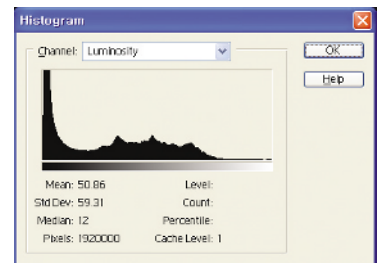 Histogram
Channel: Luminosity
OK
Help
Mean: 50.86 Level:
Std Dev: 59.31 Count:
Median: 12 Percentile:
Pixels: 1920000 Cache Level: 1